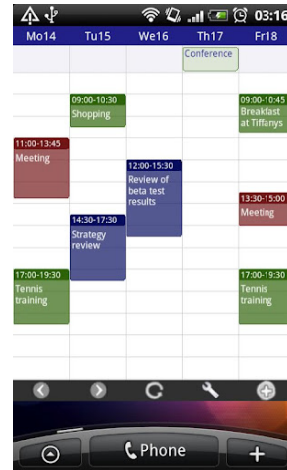 03:16
Mo14 Tu15 We16 Th17 Fr18
Conference
09:00-10:30
Shopping
09:00-10:45
Breakfast
at Tiffanys
11:00-13:45
Meeting
12:00-15:30
Review of
beta test
results
13:30-15:00
Meeting
14:30-17:30
Strategy
review
17:00-19:30
Tennis
training
17:00-19:30
Tennis
training
Phone